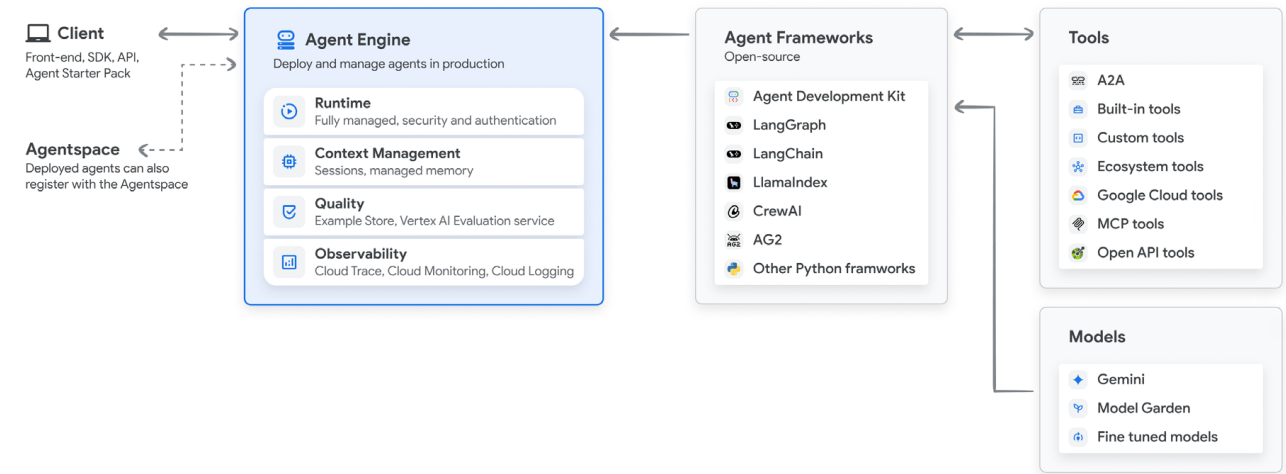 Client
Front-end, SDK, API,
Agent Starter Pack
Agentspace
Deployed agents can also
register with the Agentspace
Agent Engine
Deploy and manage agents in production
Runtime
Fully managed, security and authentication
Context Management
Sessions, managed memory
Quality
Example Store, Vertex AI Evaluation service
Observability
Cloud Trace, Cloud Monitoring, Cloud Logging
Agent Frameworks
Open-source
Agent Development Kit
LangGraph
LangChain
LlamaIndex
CrewAI
AG2
AG2
Other Python framworks
Tools
A2A
Built-in tools
Custom tools
Ecosystem tools
Google Cloud tools
MCP tools
Open API tools
Models
Gemini
Model Garden
Fine tuned models